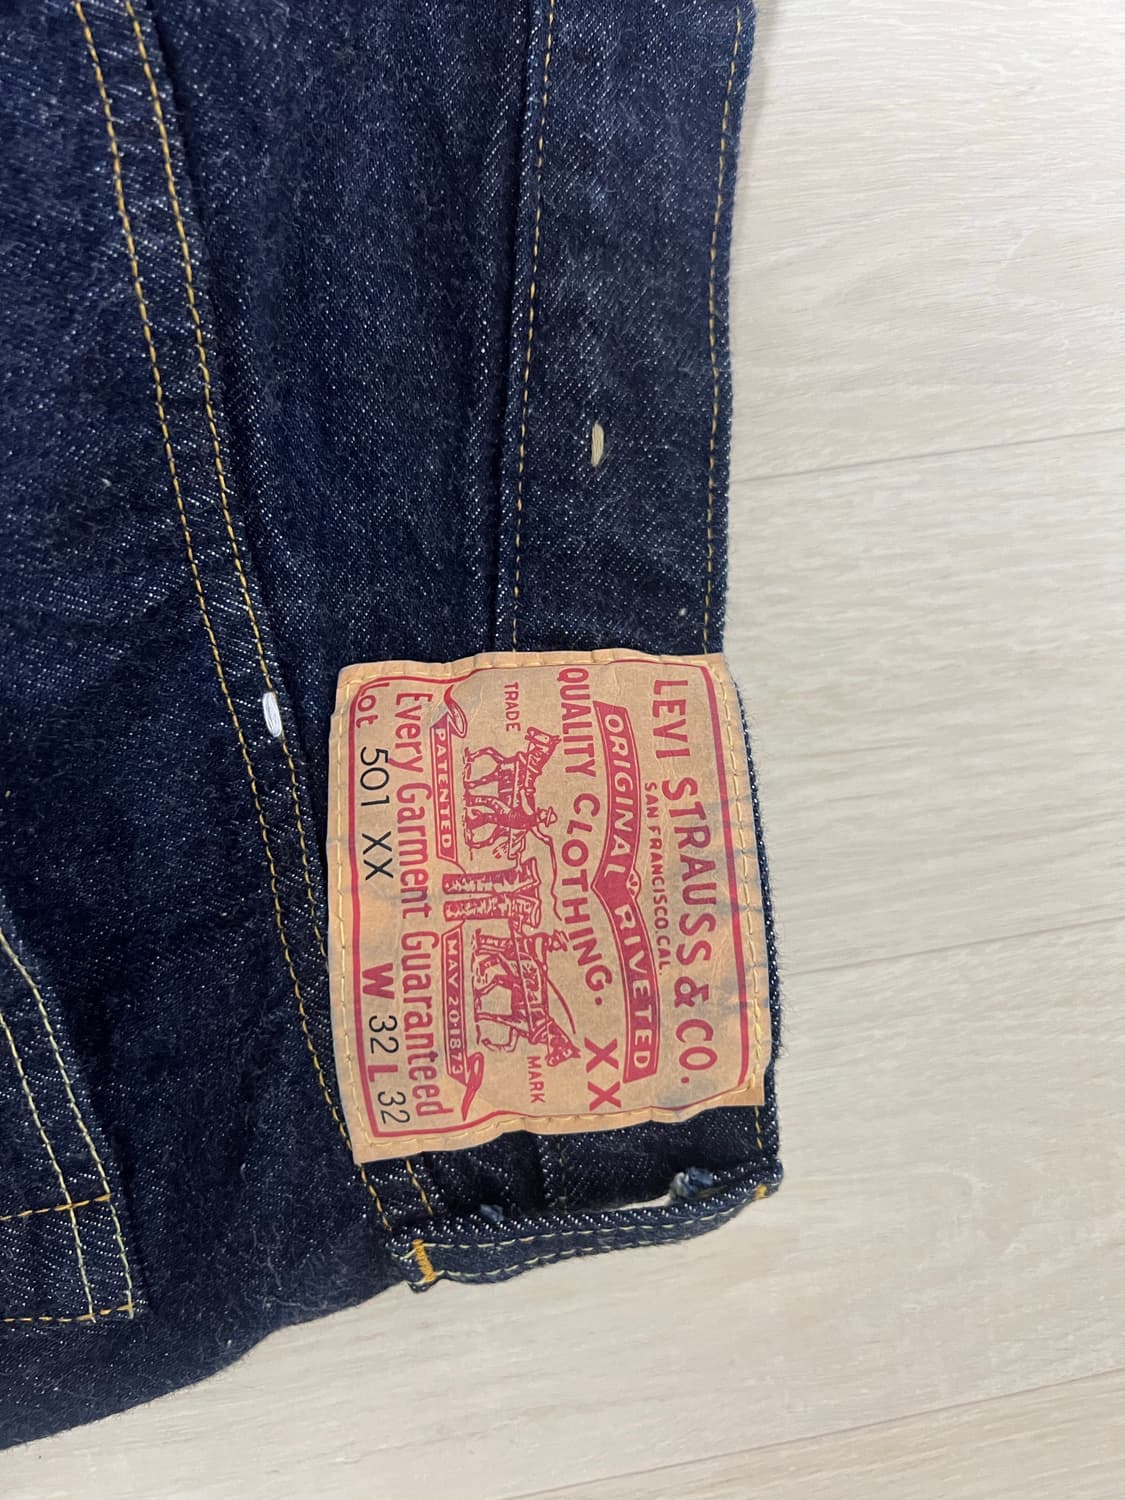 LEVI STRAUSS & CO.
SAN FRANCISCO.CAL.
ORIGINAL RIVETED
QUALITY CLOTHING. XX
TRADE MARK
PATENTED MAY 20·1873
Every Garment Guaranteed
Lot 501 XX W 32 L 32